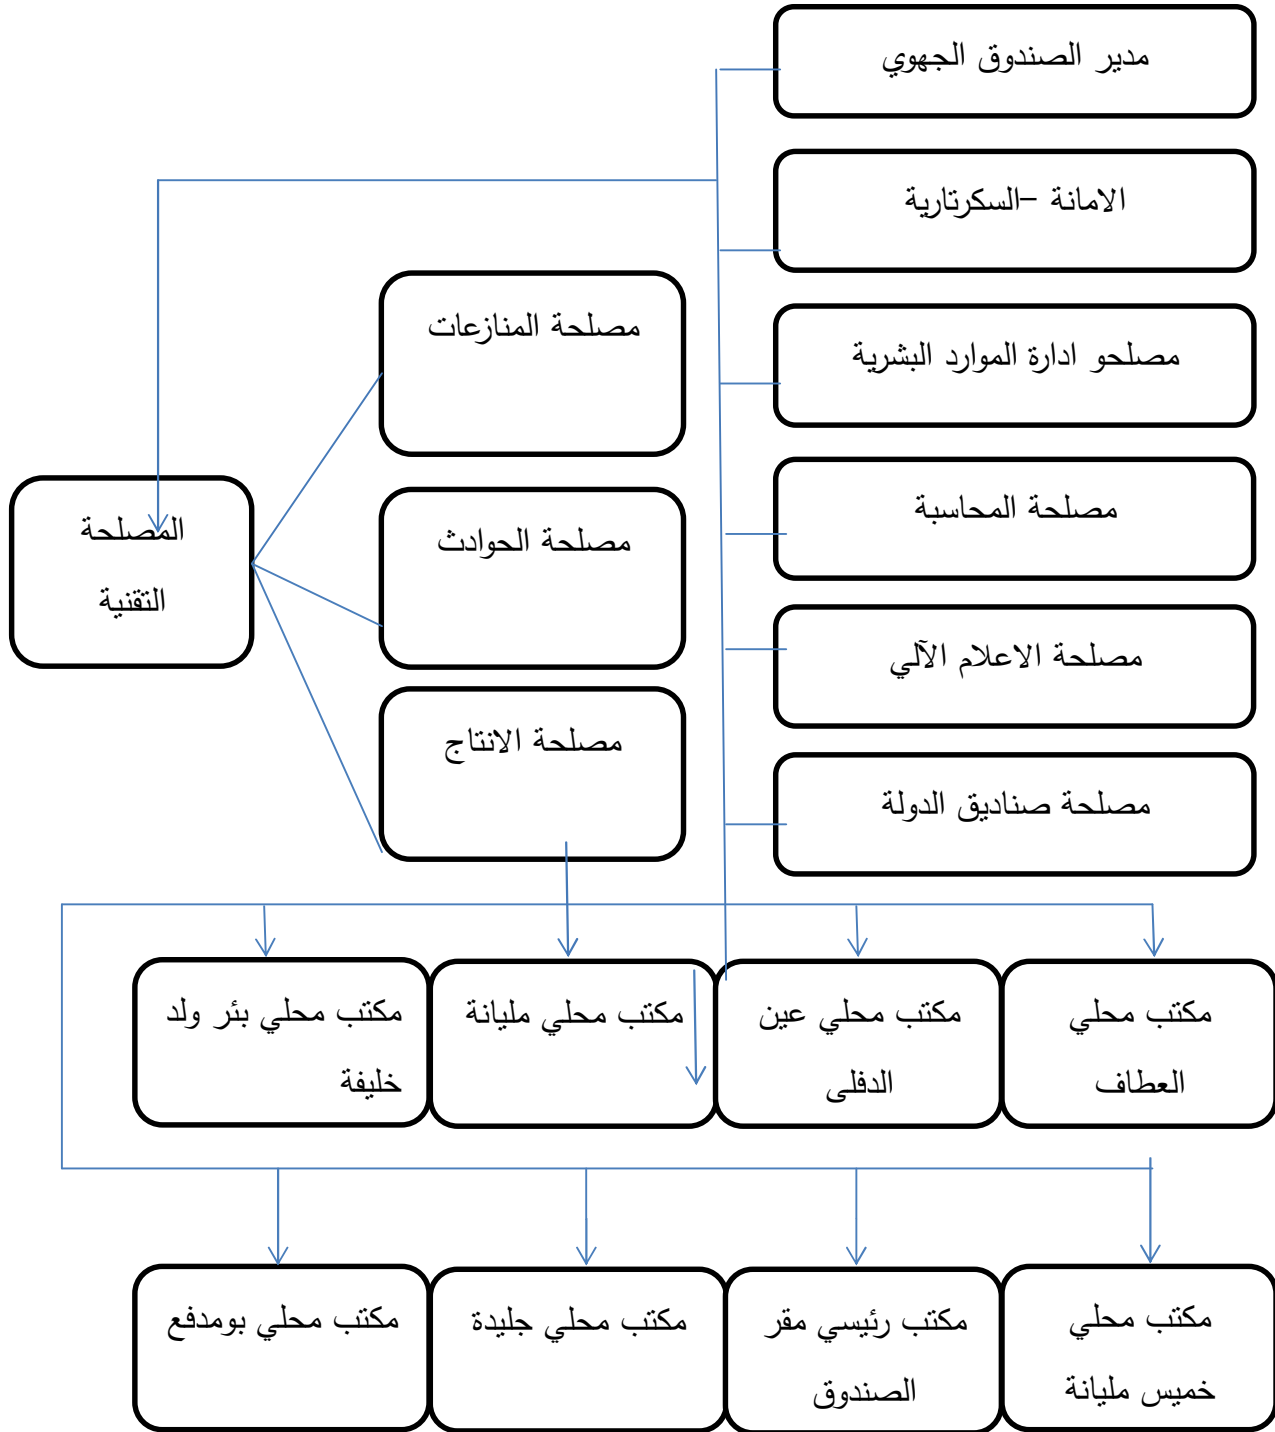 مدير الصندوق الجهوي
الامانة –السكرتارية
مصلحو ادارة الموارد البشرية
مصلحة المحاسبة
مصلحة الاعلام الآلي
مصلحة صناديق الدولة
مصلحة المنازعات
مصلحة الحوادث
مصلحة الانتاج
المصلحة
التقنية
مكتب محلي
العطاف
مكتب محلي عين
الدفلى
مكتب محلي مليانة
مكتب محلي بئر ولد
خليفة
مكتب محلي
خميس مليانة
مكتب رئيسي مقر
الصندوق
مكتب محلي جليدة
مكتب محلي بومدفع